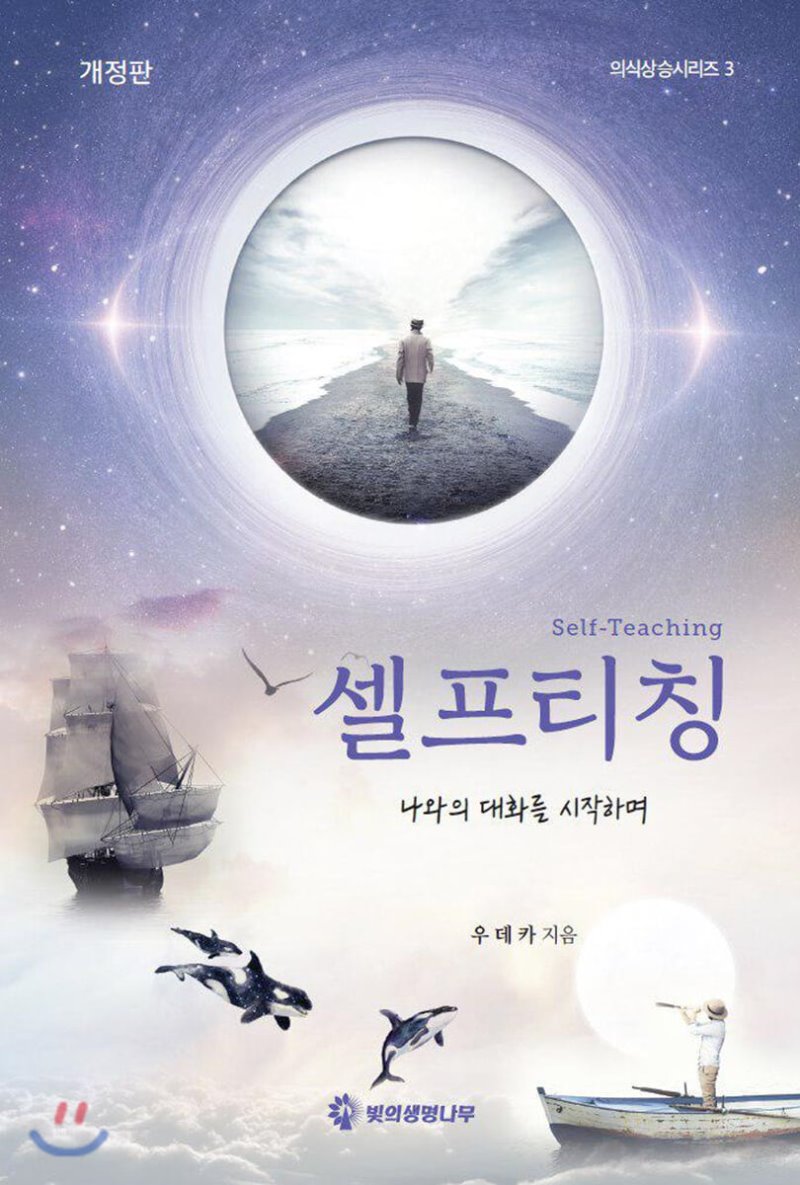 개정판
의식상승시리즈 3
Self-Teaching
셀프티칭
나와의 대화를 시작하며
우데카 지음
빛의생명나무